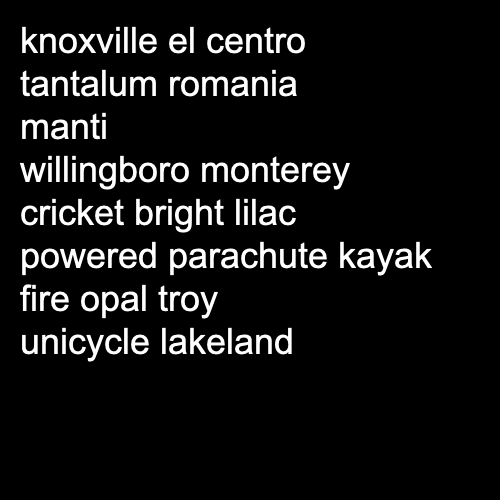 knoxville el centro
tantalum romania
manti
willingboro monterey
cricket bright lilac
powered parachute kayak
fire opal troy
unicycle lakeland